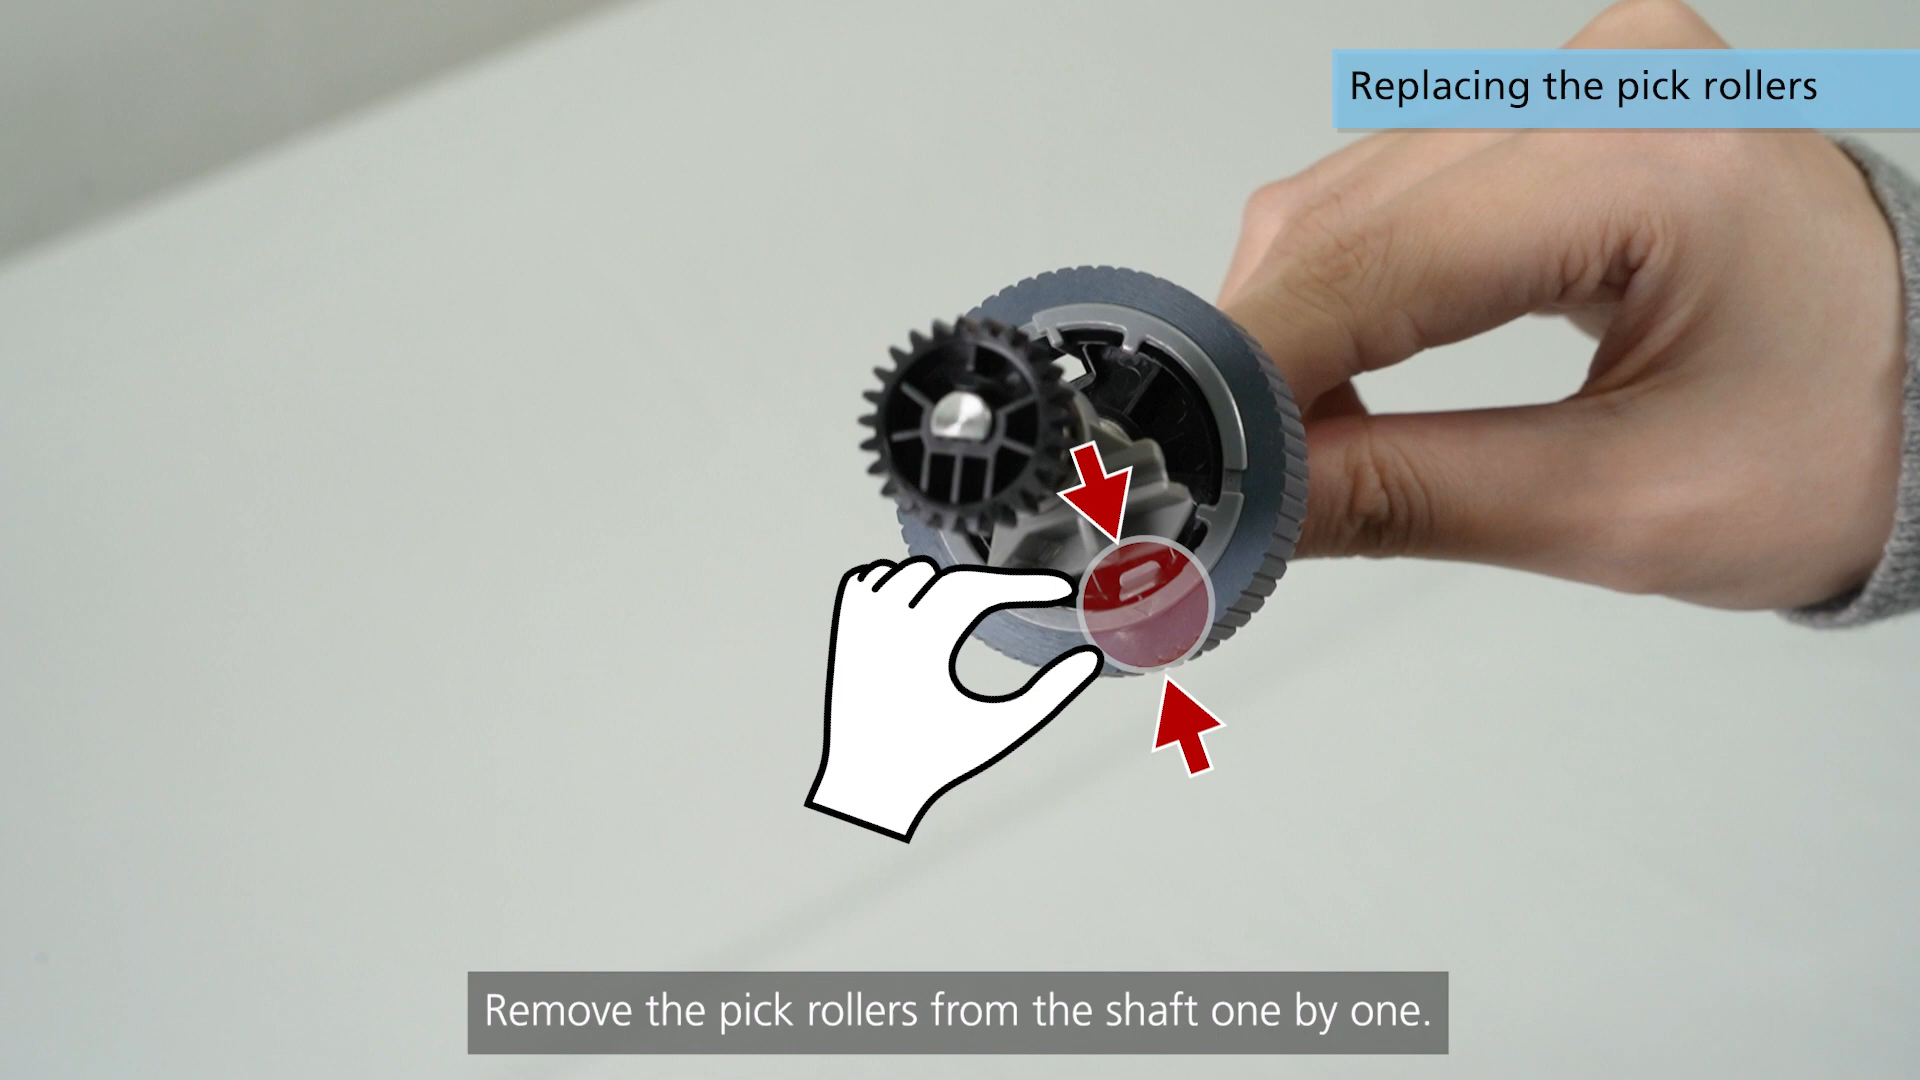 Replacing the pick rollers
Remove the pick rollers from the shaft one by one.